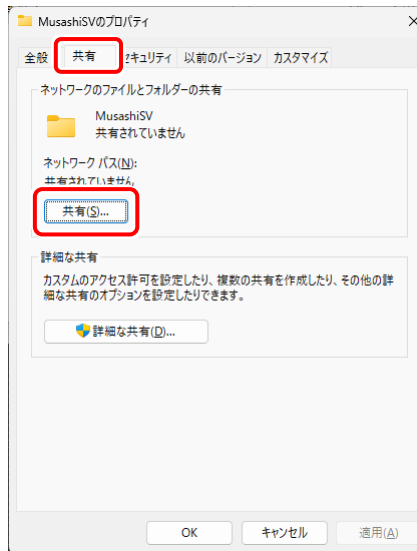 MusashiSVのプロパティ
全般 共有 セキュリティ 以前のバージョン カスタマイズ
ネットワークのファイルとフォルダーの共有
MusashiSV
共有されていません
ネットワーク パス(N):
共有されていません
共有(S)...
詳細な共有
カスタムのアクセス許可を設定したり、複数の共有を作成したり、その他の詳
細な共有のオプションを設定したりできます。
詳細な共有(D)...
OK キャンセル 適用(A)